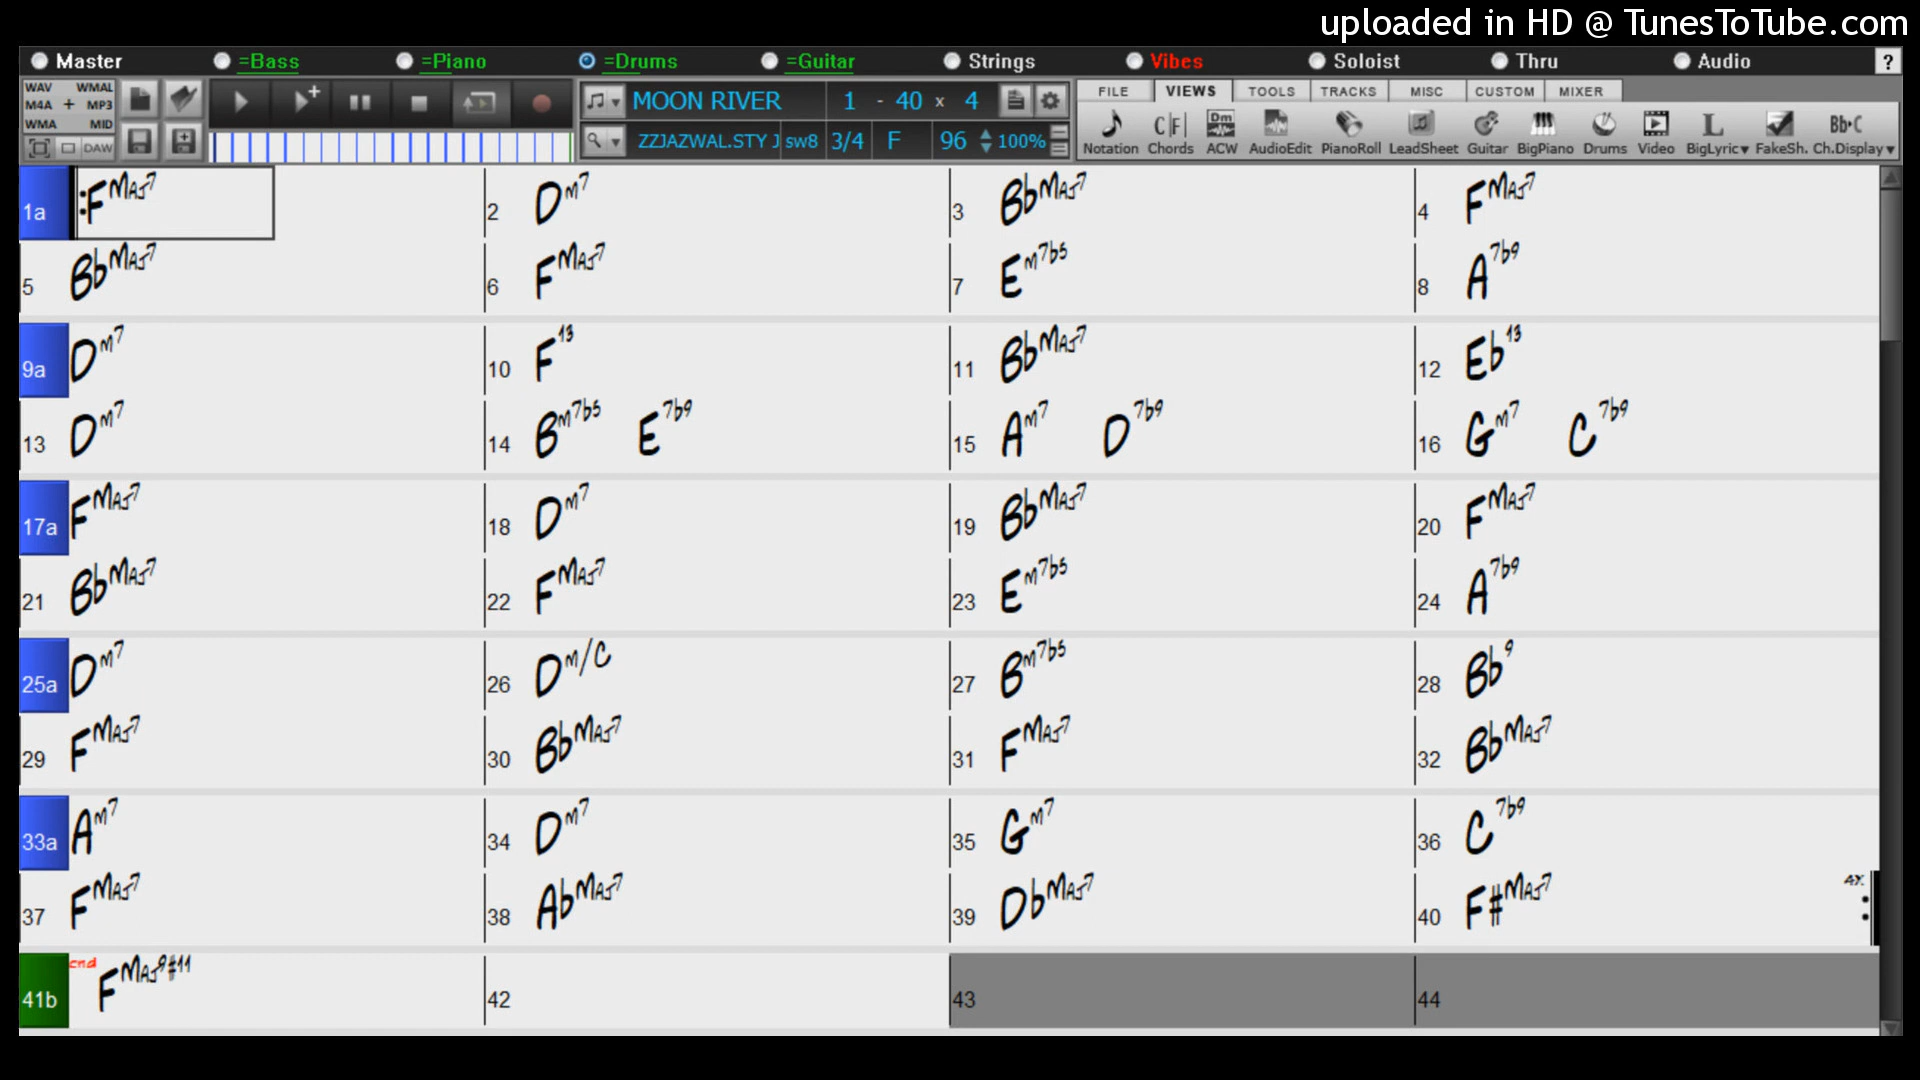 uploaded in HD @ TunesToTube.com
Master =Bass =Piano =Drums =Guitar Strings Vibes Soloist Thru Audio ?
WAV WMAL
M4A + MP3
WMA MID
DAW
MOON RIVER 1 - 40 x 4
ZZJAZWAL.STY J sw8 3/4 F 96 100%
FILE VIEWS TOOLS TRACKS MISC CUSTOM MIXER
C F Dm L Bb▸C
Notation Chords ACW AudioEdit PianoRoll LeadSheet Guitar BigPiano Drums Video BigLyric▾ FakeSh. Ch.Display▾
1a :FMAJ7 2 Dm7 3 BbMAJ7 4 FMAJ7
5 BbMAJ7 6 FMAJ7 7 Em7b5 8 A7b9
9a Dm7 10 F13 11 BbMAJ7 12 Eb13
13 Dm7 14 Bm7b5 E7b9 15 Am7 D7b9 16 Gm7 C7b9
17a FMAJ7 18 Dm7 19 BbMAJ7 20 FMAJ7
21 BbMAJ7 22 FMAJ7 23 Em7b5 24 A7b9
25a Dm7 26 Dm/C 27 Bm7b5 28 Bb9
29 FMAJ7 30 BbMAJ7 31 FMAJ7 32 BbMAJ7
33a Am7 34 Dm7 35 Gm7 36 C7b9
37 FMAJ7 38 AbMAJ7 39 DbMAJ7 40 F#MAJ7 4x :
41b end FMAJ9#11 42 43 44